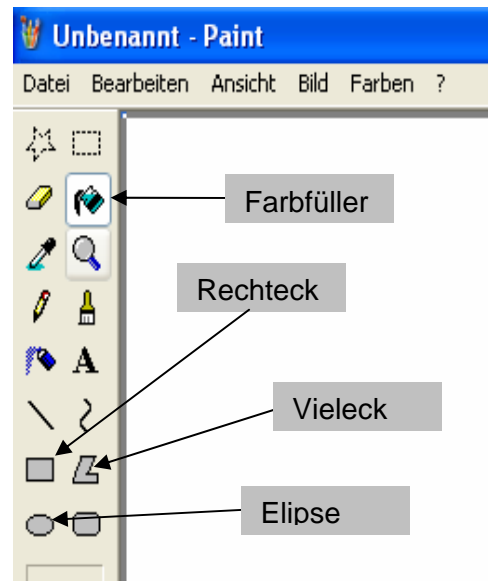 Unbenannt - Paint
Datei Bearbeiten Ansicht Bild Farben ?
Farbfüller
Rechteck
A
Vieleck
Elipse